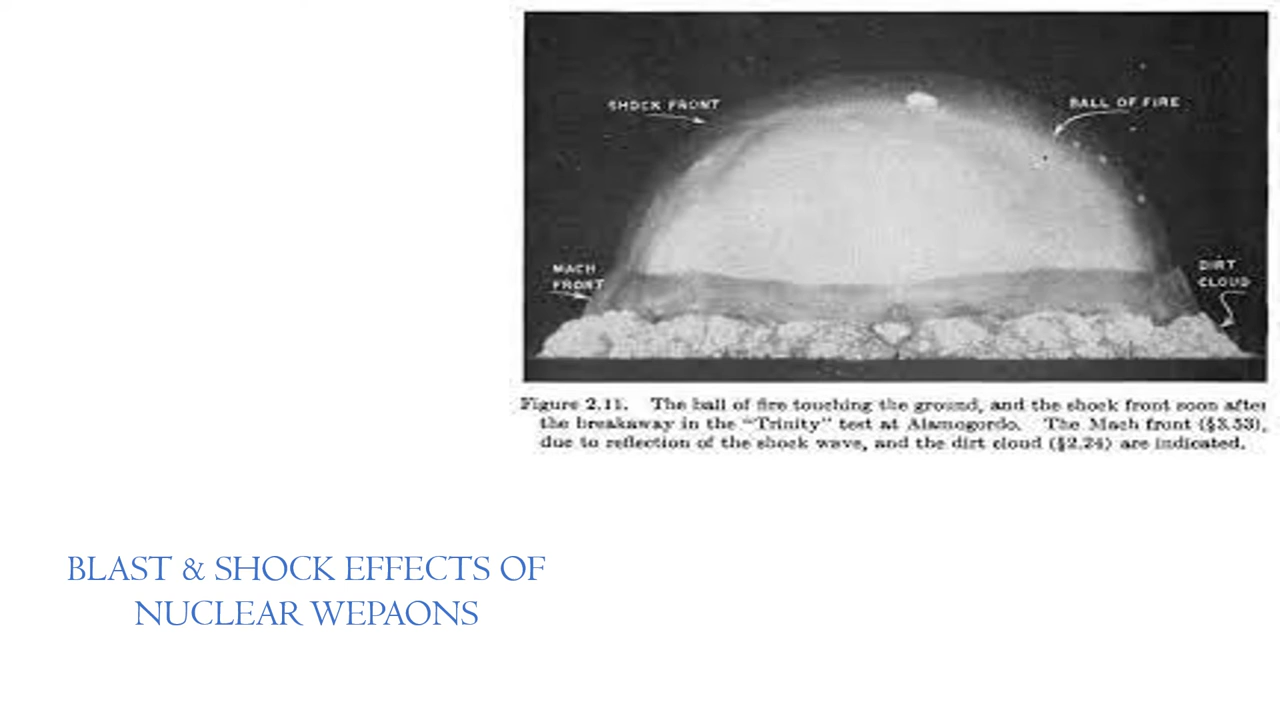 SHOCK FRONT
BALL OF FIRE
MACH
FRONT
DIRT
CLOUD
Figure 2.11. The ball of fire touching the ground, and the shock front soon after
the breakaway in the "Trinity" test at Alamogordo. The Mach front (§3.53),
due to reflection of the shock wave, and the dirt cloud (§2.24) are indicated.
BLAST & SHOCK EFFECTS OF
NUCLEAR WEPAONS